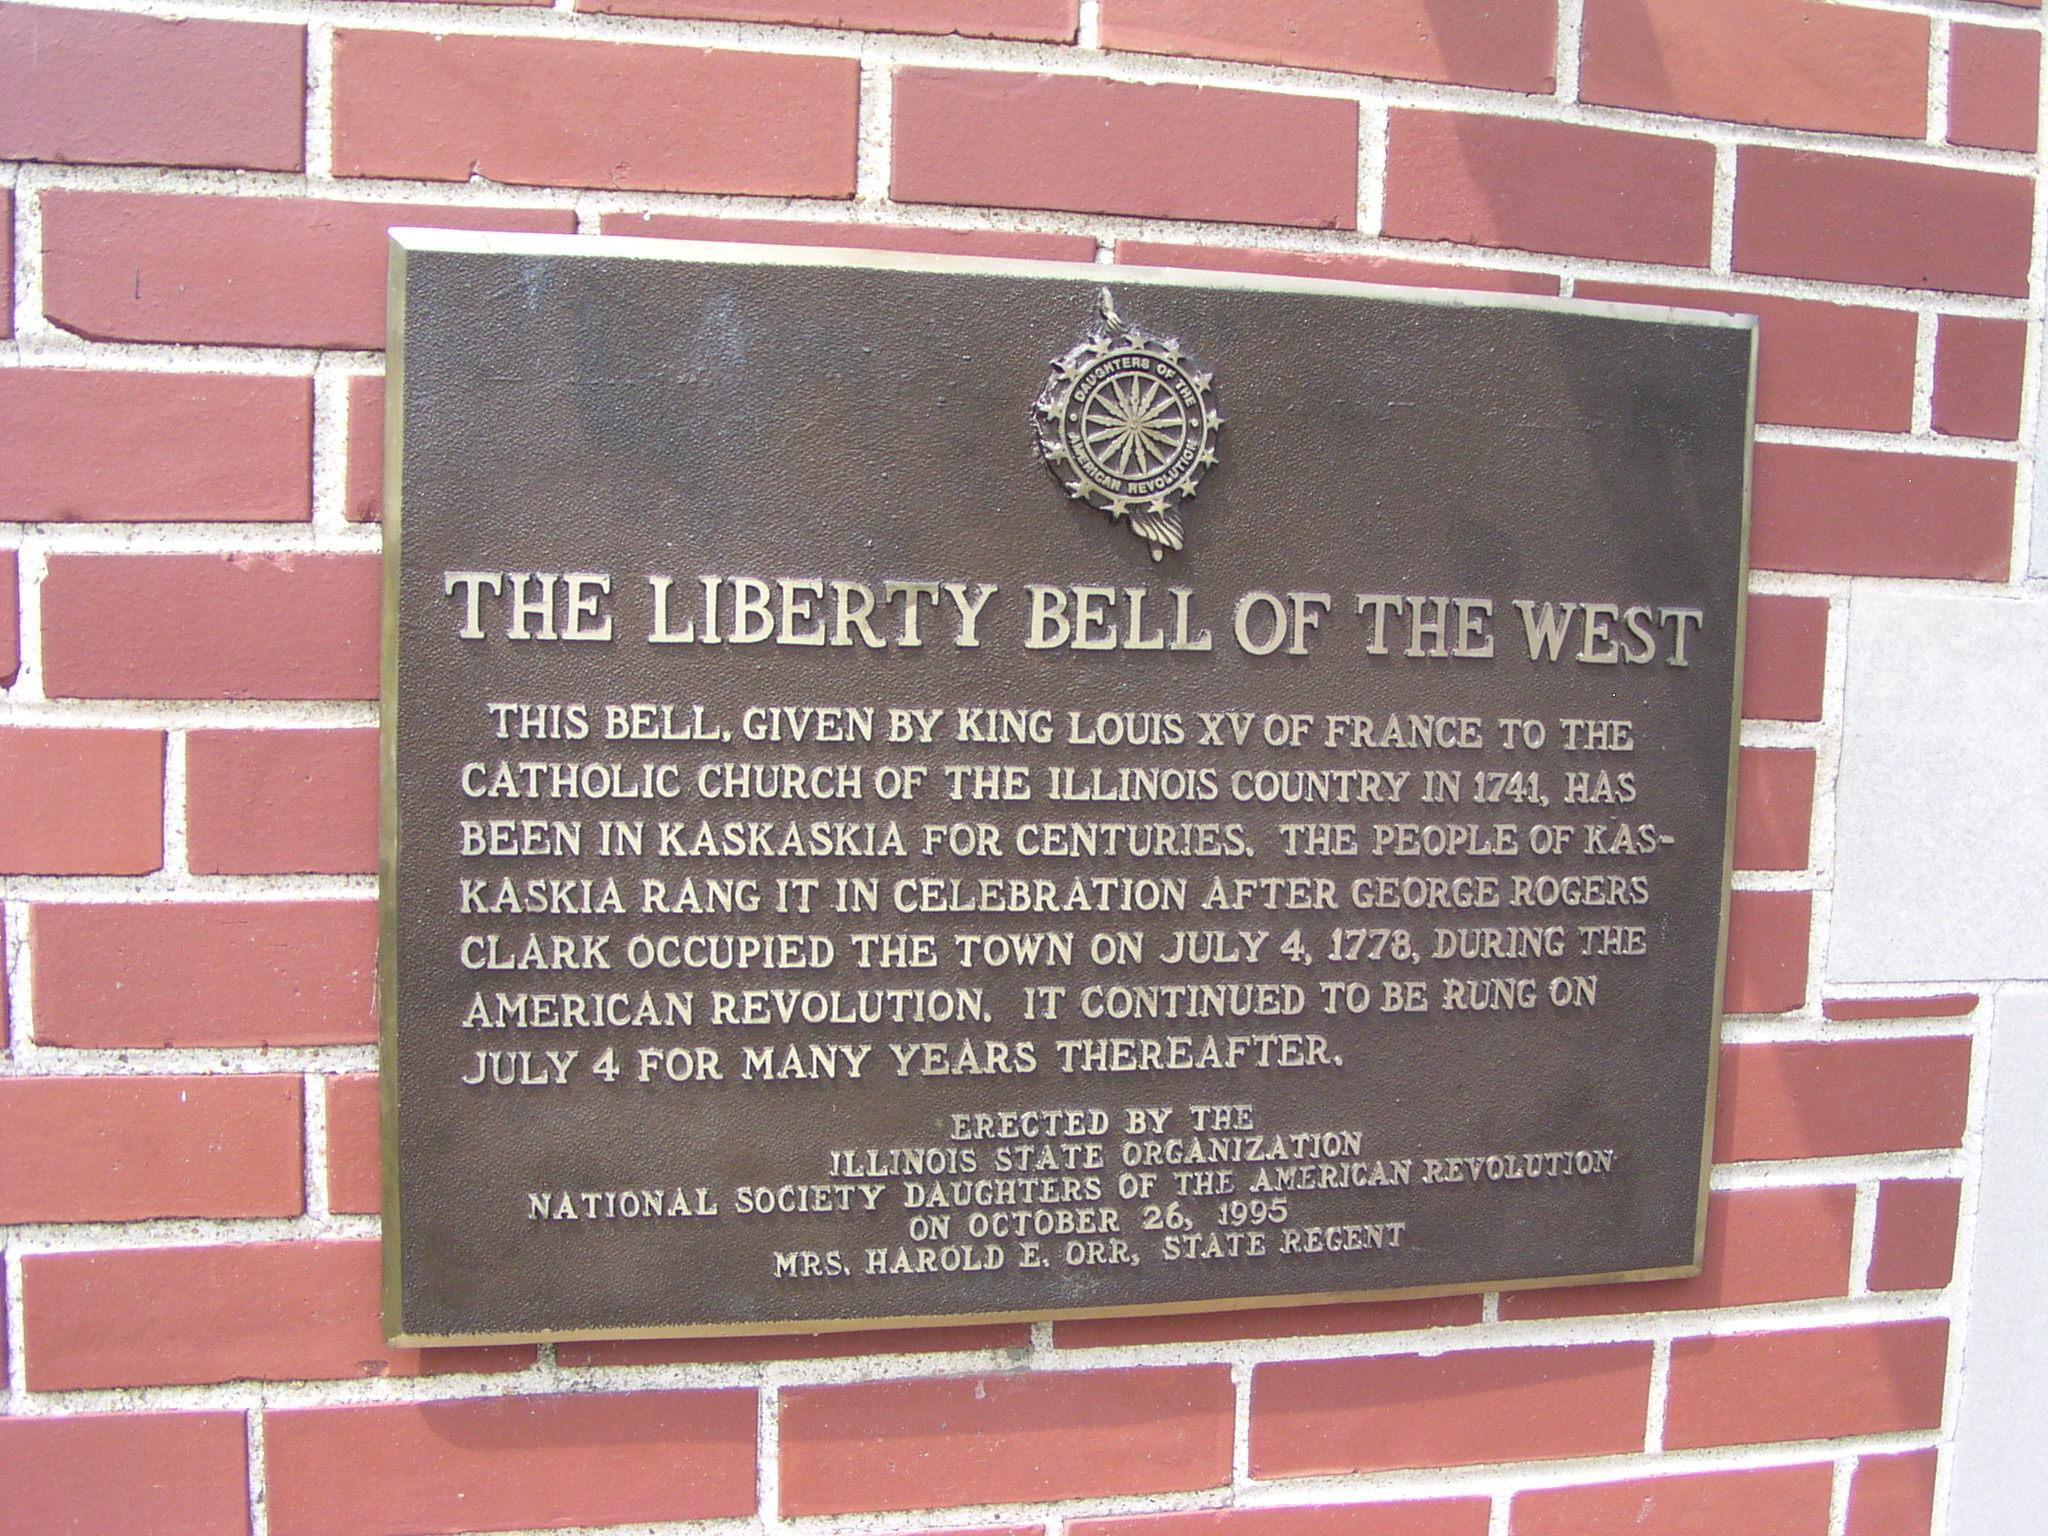 DAUGHTERS OF THE
AMERICAN REVOLUTION
THE LIBERTY BELL OF THE WEST
THIS BELL, GIVEN BY KING LOUIS XV OF FRANCE TO THE
CATHOLIC CHURCH OF THE ILLINOIS COUNTRY IN 1741, HAS
BEEN IN KASKASKIA FOR CENTURIES. THE PEOPLE OF KAS-
KASKIA RANG IT IN CELEBRATION AFTER GEORGE ROGERS
CLARK OCCUPIED THE TOWN ON JULY 4, 1778, DURING THE
AMERICAN REVOLUTION. IT CONTINUED TO BE RUNG ON
JULY 4 FOR MANY YEARS THEREAFTER.
ERECTED BY THE
ILLINOIS STATE ORGANIZATION
NATIONAL SOCIETY DAUGHTERS OF THE AMERICAN REVOLUTION
ON OCTOBER 26, 1995
MRS. HAROLD E. ORR, STATE REGENT